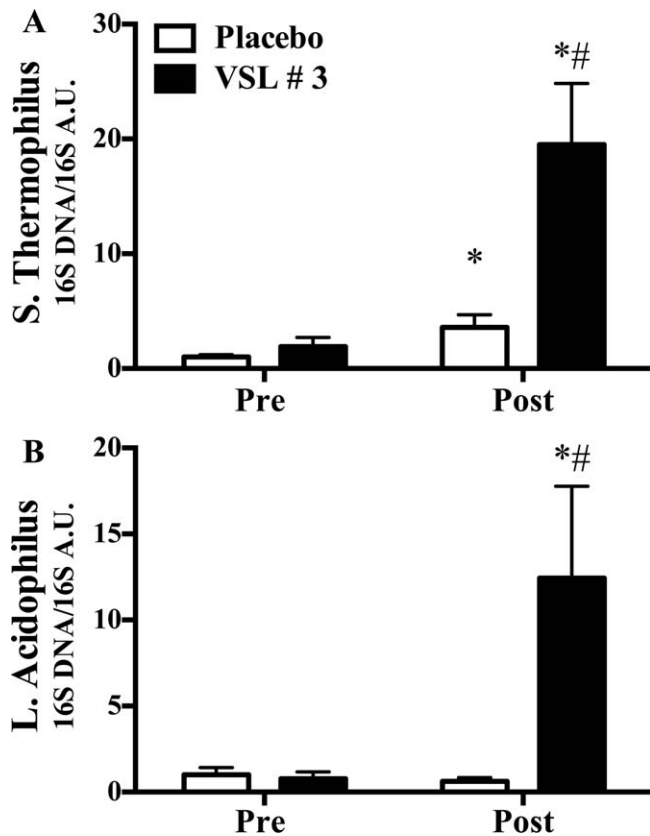 A
Placebo
VSL # 3
S. Thermophilus
16S DNA/16S A.U.
30
20
10
0
*
*#
Pre
Post
B
L. Acidophilus
16S DNA/16S A.U.
20
15
10
5
0
*#
Pre
Post